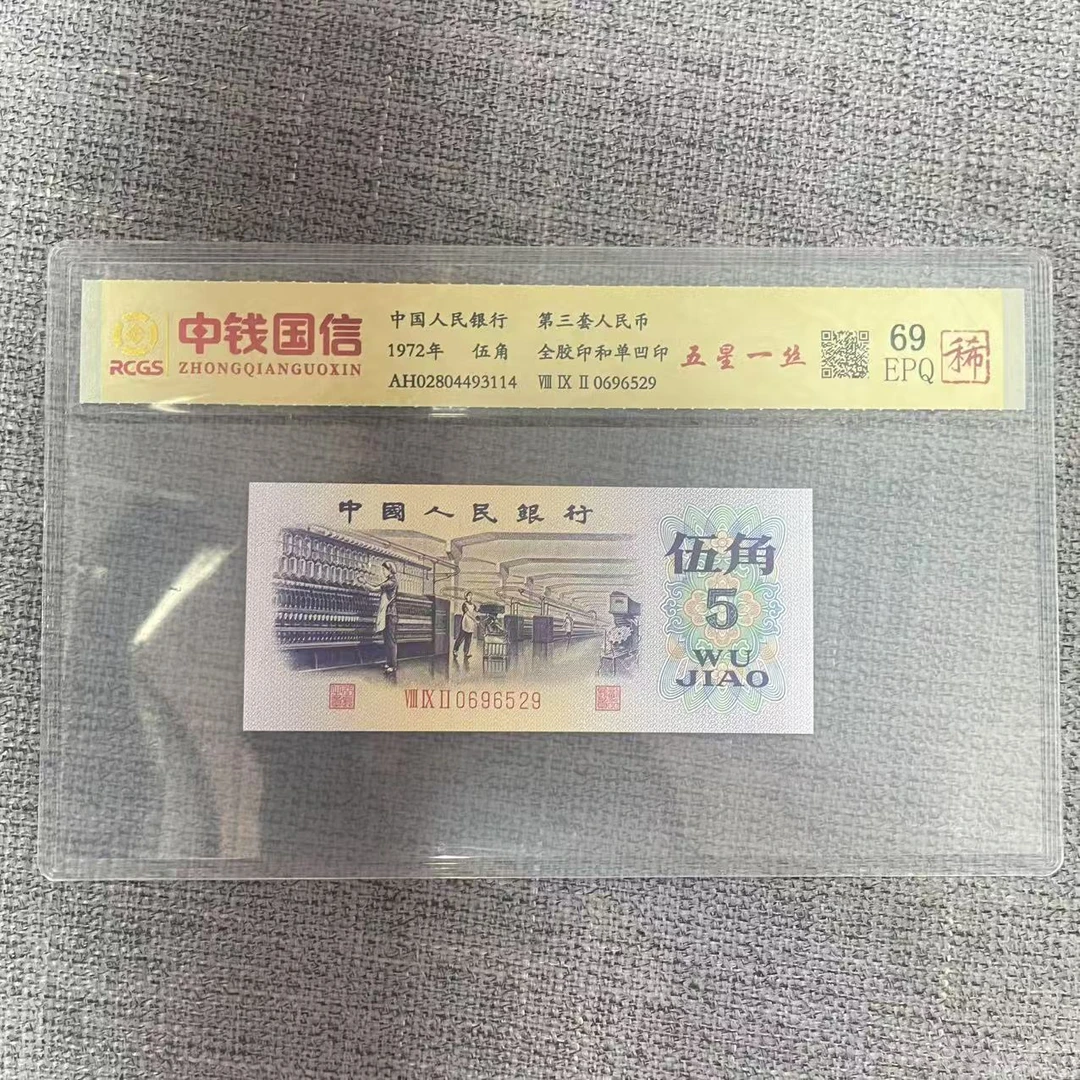 RCGS
中钱国信
ZHONGQIANGUOXIN
中国人民银行 第三套人民币
1972年 伍角 全胶印和单凹印
AH02804493114 Ⅷ Ⅸ Ⅱ 0696529
五星一丝
69
EPQ
稀
中國人民銀行
伍角
5
WU
JIAO
Ⅷ Ⅸ Ⅱ 0696529